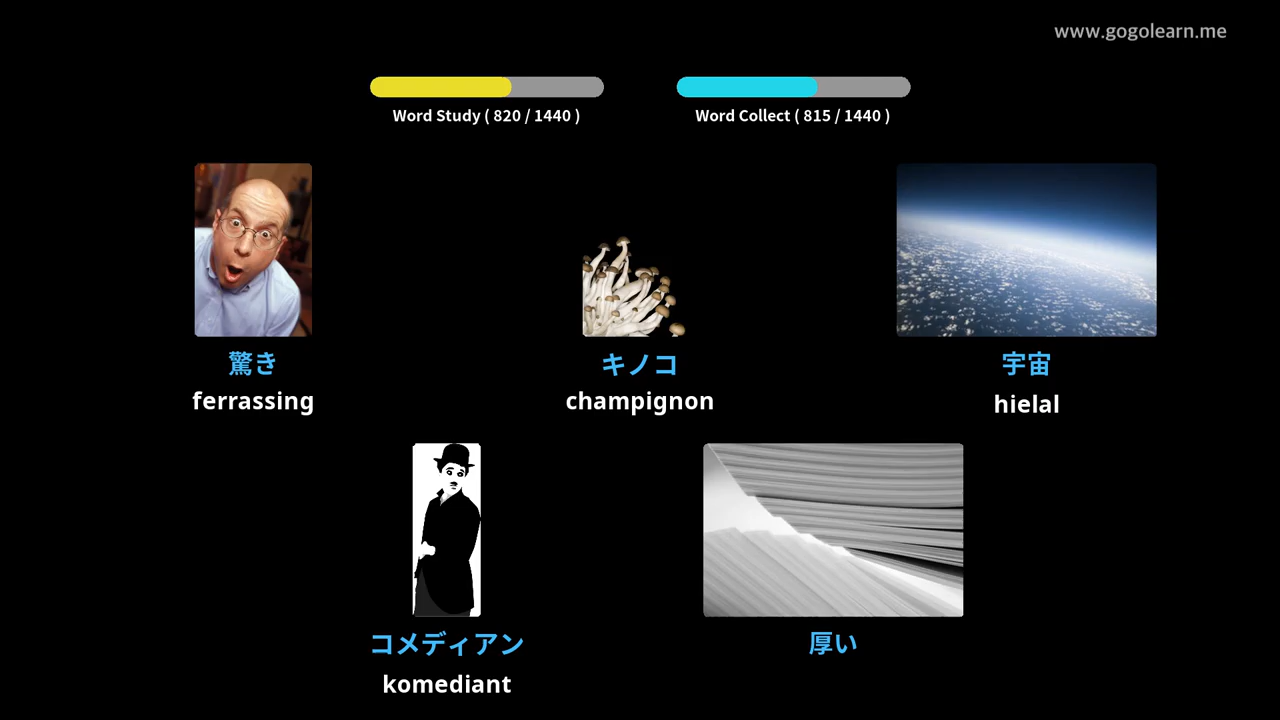 www.gogolearn.me
Word Study ( 820 / 1440 )
Word Collect ( 815 / 1440 )
驚き
ferrassing
キノコ
champignon
宇宙
hielal
コメディアン
komediant
厚い